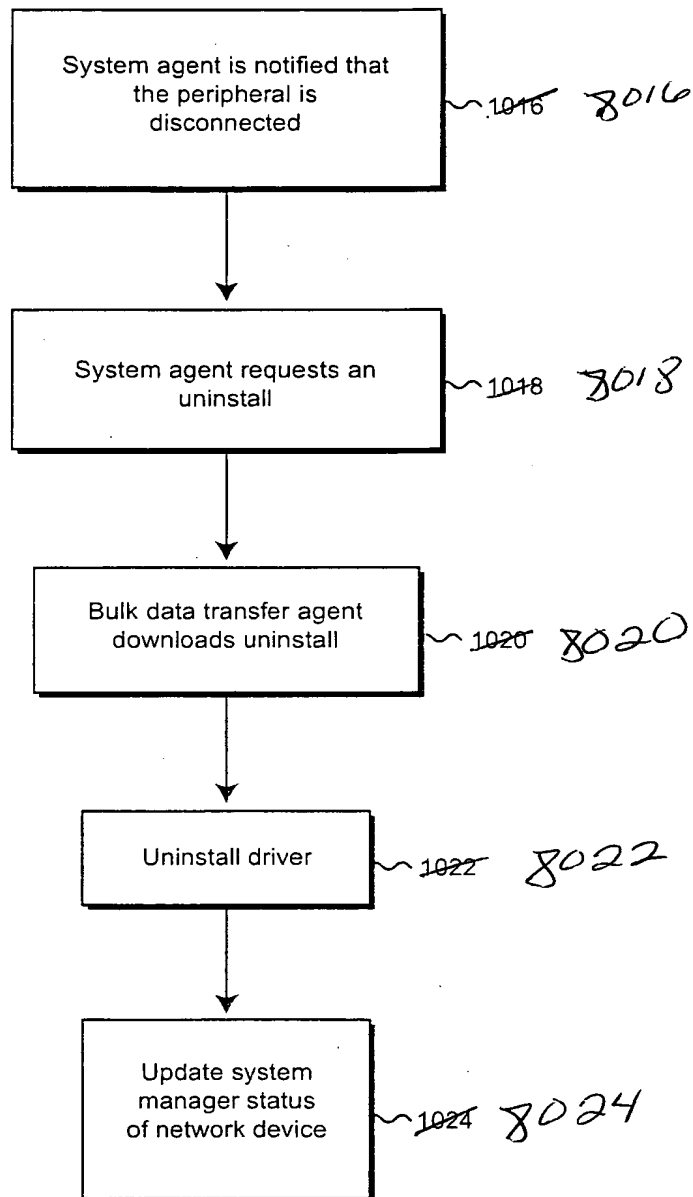 System agent is notified that
the peripheral is
disconnected
1016 8016
System agent requests an
uninstall
1018 8018
Bulk data transfer agent
downloads uninstall
1020 8020
Uninstall driver
1022 8022
Update system
manager status
of network device
1024 8024